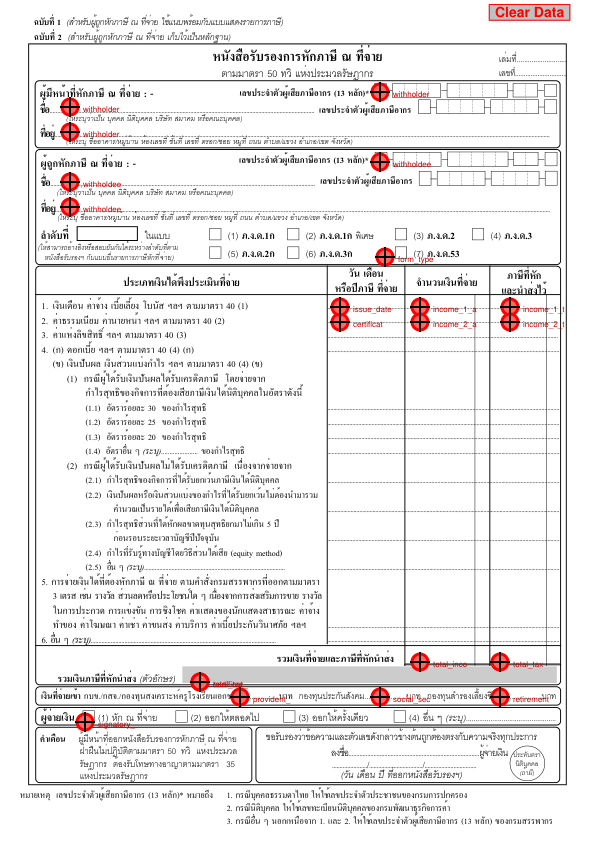 Clear Data
ฉบับที่ 1 (สำหรับผู้ถูกหักภาษี ณ ที่จ่าย ใช้แนบพร้อมกับแบบแสดงรายการภาษี)
ฉบับที่ 2 (สำหรับผู้ถูกหักภาษี ณ ที่จ่าย เก็บไว้เป็นหลักฐาน)
หนังสือรับรองการหักภาษี ณ ที่จ่าย
เล่มที่
ตามมาตรา 50 ทวิ แห่งประมวลรัษฎากร
เลขที่
ผู้มีหน้าที่หักภาษี ณ ที่จ่าย : -
เลขประจำตัวผู้เสียภาษีอากร (13 หลัก)*
withholder
ชื่อ withholder เลขประจำตัวผู้เสียภาษีอากร
(ให้ระบุว่าเป็น บุคคล นิติบุคคล บริษัท สมาคม หรือคณะบุคคล)
ที่อยู่ withholder
(ให้ระบุ ชื่ออาคาร/หมู่บ้าน ห้องเลขที่ ชั้นที่ เลขที่ ตรอก/ซอย หมู่ที่ ถนน ตำบล/แขวง อำเภอ/เขต จังหวัด)
ผู้ถูกหักภาษี ณ ที่จ่าย : -
เลขประจำตัวผู้เสียภาษีอากร (13 หลัก)*
withholdee
ชื่อ withholdee เลขประจำตัวผู้เสียภาษีอากร
(ให้ระบุว่าเป็น บุคคล นิติบุคคล บริษัท สมาคม หรือคณะบุคคล)
ที่อยู่ withholdee
(ให้ระบุ ชื่ออาคาร/หมู่บ้าน ห้องเลขที่ ชั้นที่ เลขที่ ตรอก/ซอย หมู่ที่ ถนน ตำบล/แขวง อำเภอ/เขต จังหวัด)
ลำดับที่ ในแบบ (1) ภ.ง.ด.1ก (2) ภ.ง.ด.1ก พิเศษ (3) ภ.ง.ด.2 (4) ภ.ง.ด.3
(ให้สามารถอ้างอิงหรือสอบยันกันได้ระหว่างลำดับที่ตาม
หนังสือรับรองฯ กับแบบยื่นรายการภาษีหักที่จ่าย)
(5) ภ.ง.ด.2ก (6) ภ.ง.ด.3ก (7) ภ.ง.ด.53
form_type
ประเภทเงินได้พึงประเมินที่จ่าย
วัน เดือน
หรือปีภาษี ที่จ่าย
จำนวนเงินที่จ่าย
ภาษีที่หัก
และนำส่งไว้
1. เงินเดือน ค่าจ้าง เบี้ยเลี้ยง โบนัส ฯลฯ ตามมาตรา 40 (1) issue_date income_1_a income_1_t
2. ค่าธรรมเนียม ค่านายหน้า ฯลฯ ตามมาตรา 40 (2) certificat income_2_a income_2_t
3. ค่าแห่งลิขสิทธิ์ ฯลฯ ตามมาตรา 40 (3)
4. (ก) ดอกเบี้ย ฯลฯ ตามมาตรา 40 (4) (ก)
(ข) เงินปันผล เงินส่วนแบ่งกำไร ฯลฯ ตามมาตรา 40 (4) (ข)
(1) กรณีผู้ได้รับเงินปันผลได้รับเครดิตภาษี โดยจ่ายจาก
กำไรสุทธิของกิจการที่ต้องเสียภาษีเงินได้นิติบุคคลในอัตราดังนี้
(1.1) อัตราร้อยละ 30 ของกำไรสุทธิ
(1.2) อัตราร้อยละ 25 ของกำไรสุทธิ
(1.3) อัตราร้อยละ 20 ของกำไรสุทธิ
(1.4) อัตราอื่น ๆ (ระบุ)................ของกำไรสุทธิ
(2) กรณีผู้ได้รับเงินปันผลไม่ได้รับเครดิตภาษี เนื่องจากจ่ายจาก
(2.1) กำไรสุทธิของกิจการที่ได้รับยกเว้นภาษีเงินได้นิติบุคคล
(2.2) เงินปันผลหรือเงินส่วนแบ่งของกำไรที่ได้รับยกเว้นไม่ต้องนำมารวม
คำนวณเป็นรายได้เพื่อเสียภาษีเงินได้นิติบุคคล
(2.3) กำไรสุทธิส่วนที่ได้หักผลขาดทุนสุทธิยกมาไม่เกิน 5 ปี
ก่อนรอบระยะเวลาบัญชีปีปัจจุบัน
(2.4) กำไรที่รับรู้ทางบัญชีโดยวิธีส่วนได้เสีย (equity method)
(2.5) อื่น ๆ (ระบุ)................
5. การจ่ายเงินได้ที่ต้องหักภาษี ณ ที่จ่าย ตามคำสั่งกรมสรรพากรที่ออกตามมาตรา
3 เตรส เช่น รางวัล ส่วนลดหรือประโยชน์ใด ๆ เนื่องจากการส่งเสริมการขาย รางวัล
ในการประกวด การแข่งขัน การชิงโชค ค่าแสดงของนักแสดงสาธารณะ ค่าจ้าง
ทำของ ค่าโฆษณา ค่าเช่า ค่าขนส่ง ค่าบริการ ค่าเบี้ยประกันวินาศภัย ฯลฯ
6. อื่น ๆ (ระบุ)................
รวมเงินที่จ่ายและภาษีที่หักนำส่ง total_inco total_tax
รวมเงินภาษีที่หักนำส่ง (ตัวอักษร)
เงินที่จ่ายเข้า กบข./กสจ./กองทุนสงเคราะห์ครูโรงเรียนเอกชน provident_ บาท กองทุนประกันสังคม social_sec บาท กองทุนสำรองเลี้ยงชีพ retirement บาท
ผู้จ่ายเงิน (1) หัก ณ ที่จ่าย (2) ออกให้ตลอดไป (3) ออกให้ครั้งเดียว (4) อื่น ๆ (ระบุ)................
signatory_
คำเตือน
ผู้มีหน้าที่ออกหนังสือรับรองการหักภาษี ณ ที่จ่าย
ฝ่าฝืนไม่ปฏิบัติตามมาตรา 50 ทวิ แห่งประมวล
รัษฎากร ต้องรับโทษทางอาญาตามมาตรา 35
แห่งประมวลรัษฎากร
ขอรับรองว่าข้อความและตัวเลขดังกล่าวข้างต้นถูกต้องตรงกับความจริงทุกประการ
ลงชื่อ................ผู้จ่ายเงิน
(วัน เดือน ปี ที่ออกหนังสือรับรองฯ)
ประทับตรา
นิติบุคคล
(ถ้ามี)
หมายเหตุ เลขประจำตัวผู้เสียภาษีอากร (13 หลัก)* หมายถึง 1. กรณีบุคคลธรรมดาไทย ให้ใช้เลขประจำตัวประชาชนของกรมการปกครอง
2. กรณีนิติบุคคล ให้ใช้เลขทะเบียนนิติบุคคลของกรมพัฒนาธุรกิจการค้า
3. กรณีอื่น ๆ นอกเหนือจาก 1. และ 2. ให้ใช้เลขประจำตัวผู้เสียภาษีอากร (13 หลัก) ของกรมสรรพากร